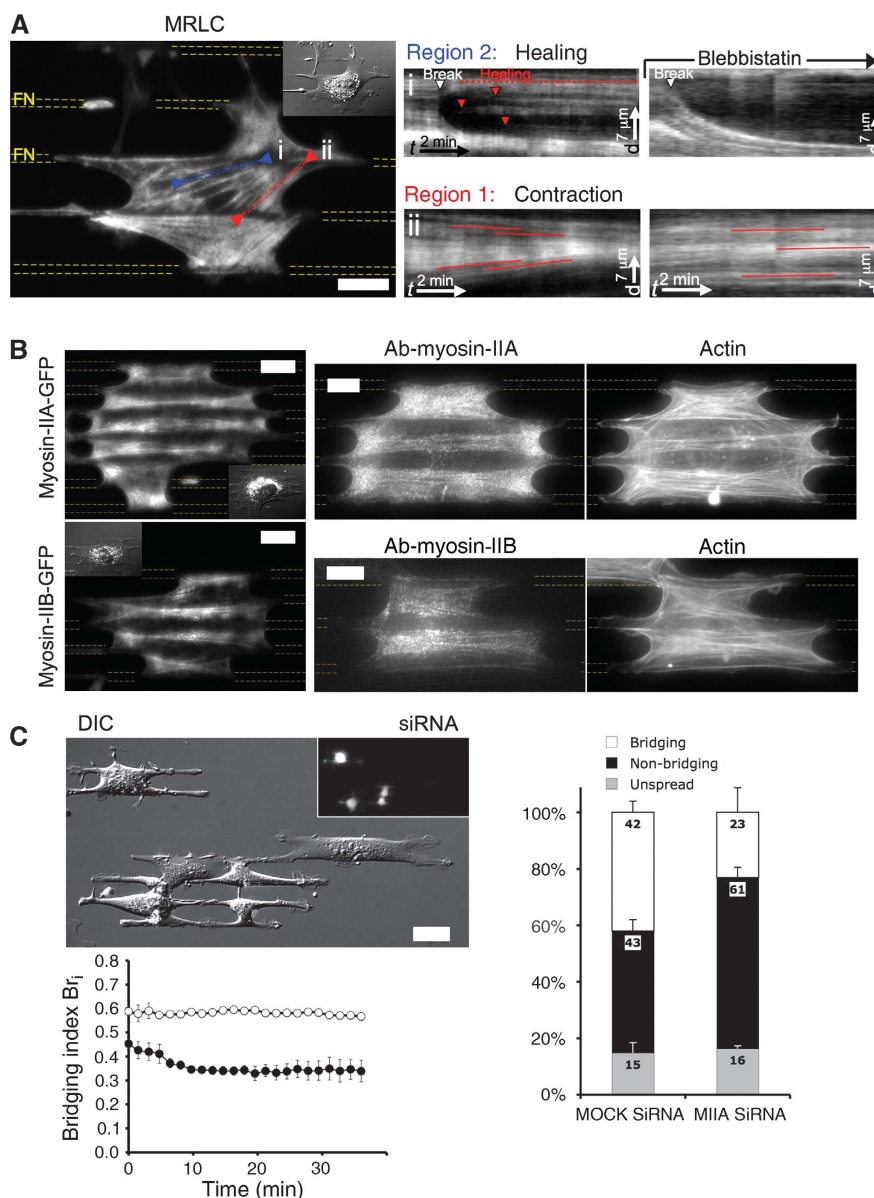 A
MRLC
FN
FN
i
ii
Region 2: Healing
Blebbistatin
Break
Healing
Break
i
t 2 min
d 7 μm
d 7 μm
Region 1: Contraction
ii
t 2 min
d 7 μm
t 2 min
d 7 μm
B
Myosin-IIA-GFP
Ab-myosin-IIA
Actin
Myosin-IIB-GFP
Ab-myosin-IIB
Actin
C
DIC
siRNA
Bridging
Non-bridging
Unspread
100%
80%
60%
40%
20%
0%
42
43
15
23
61
16
MOCK SiRNA
MIIA SiRNA
Bridging index Bri
0.8
0.7
0.6
0.5
0.4
0.3
0.2
0.1
0.0
0
10
20
30
Time (min)